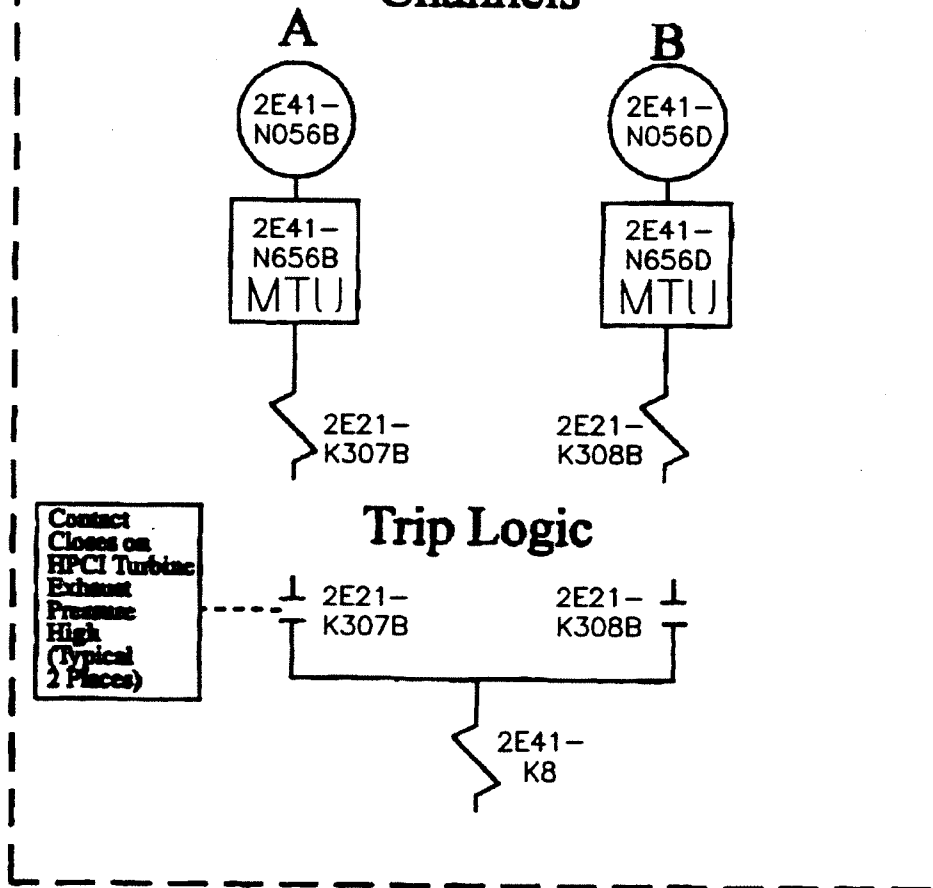 Channels
A
B
2E41-
N056B
2E41-
N056D
2E41-
N656B
MTU
2E41-
N656D
MTU
2E21-
K307B
2E21-
K308B
Trip Logic
Contact
Closes on
HPCI Turbine
Exhaust
Pressure
High
(Typical
2 Places)
2E21-
K307B
2E21-
K308B
2E41-
K8